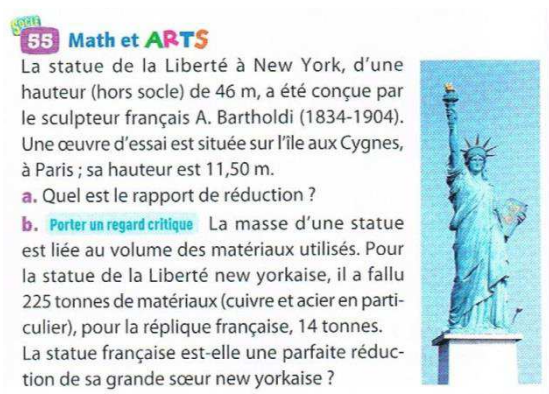 SOCLE
55 Math et ARTS
La statue de la Liberté à New York, d'une
hauteur (hors socle) de 46 m, a été conçue par
le sculpteur français A. Bartholdi (1834-1904).
Une œuvre d'essai est située sur l'île aux Cygnes,
à Paris ; sa hauteur est 11,50 m.
a. Quel est le rapport de réduction ?
b. Porter un regard critique La masse d'une statue
est liée au volume des matériaux utilisés. Pour
la statue de la Liberté new yorkaise, il a fallu
225 tonnes de matériaux (cuivre et acier en parti-
culier), pour la réplique française, 14 tonnes.
La statue française est-elle une parfaite réduc-
tion de sa grande sœur new yorkaise ?